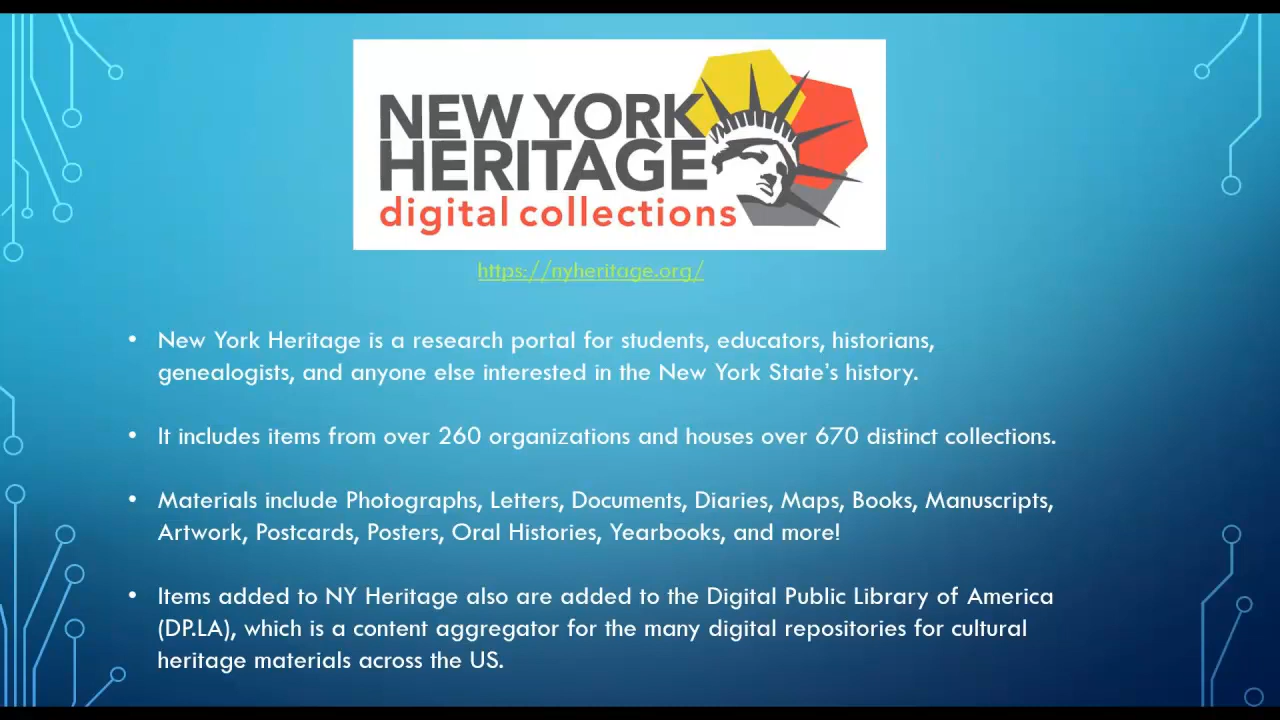 NEW YORK
HERITAGE
digital collections
https://nyheritage.org/
• New York Heritage is a research portal for students, educators, historians,
genealogists, and anyone else interested in the New York State's history.
• It includes items from over 260 organizations and houses over 670 distinct collections.
• Materials include Photographs, Letters, Documents, Diaries, Maps, Books, Manuscripts,
Artwork, Postcards, Posters, Oral Histories, Yearbooks, and more!
• Items added to NY Heritage also are added to the Digital Public Library of America
(DP.LA), which is a content aggregator for the many digital repositories for cultural
heritage materials across the US.